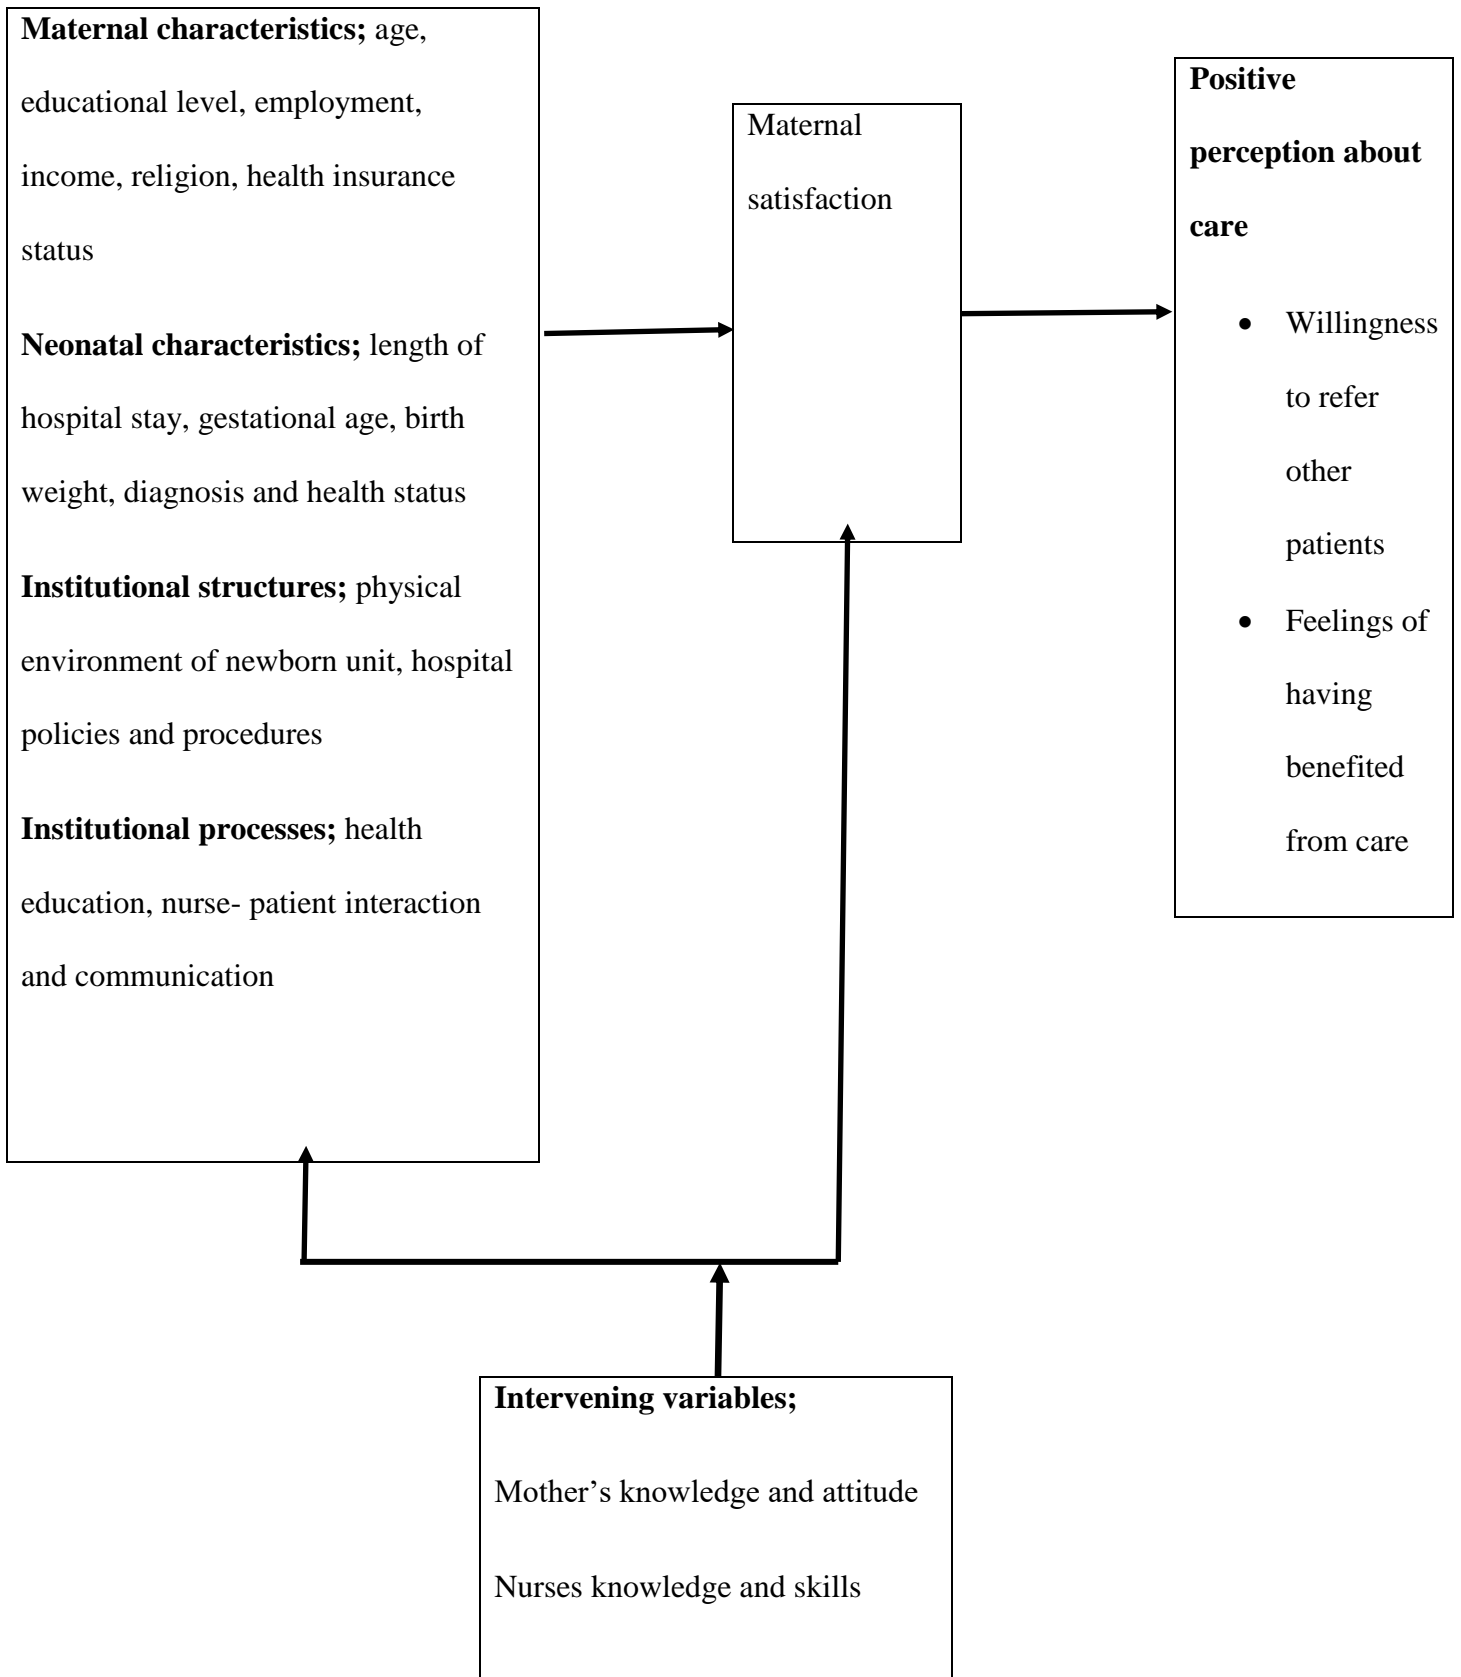 Maternal characteristics; age,
educational level, employment,
income, religion, health insurance
status
Neonatal characteristics; length of
hospital stay, gestational age, birth
weight, diagnosis and health status
Institutional structures; physical
environment of newborn unit, hospital
policies and procedures
Institutional processes; health
education, nurse- patient interaction
and communication
Maternal
satisfaction
Positive
perception about
care
• Willingness
to refer
other
patients
• Feelings of
having
benefited
from care
Intervening variables;
Mother’s knowledge and attitude
Nurses knowledge and skills